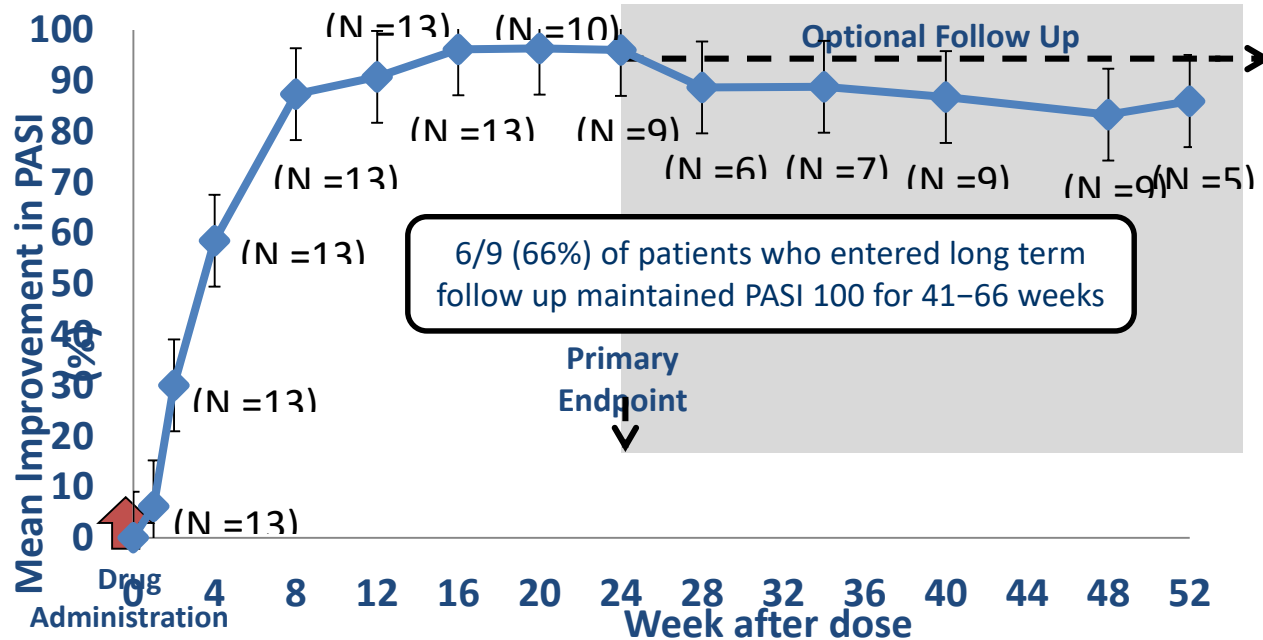 100
90
80
70
60
50
40
30
20
10
0
Mean Improvement in PASI
(%)
(N =13)
(N =10)
Optional Follow Up
(N =13)
(N =9)
(N =13)
(N =6)
(N =7)
(N =9)
(N =9)
(N =5)
(N =13)
6/9 (66%) of patients who entered long term
follow up maintained PASI 100 for 41–66 weeks
Primary
Endpoint
(N =13)
(N =13)
Drug
Administration
0 4 8 12 16 20 24 28 32 36 40 44 48 52
Week after dose